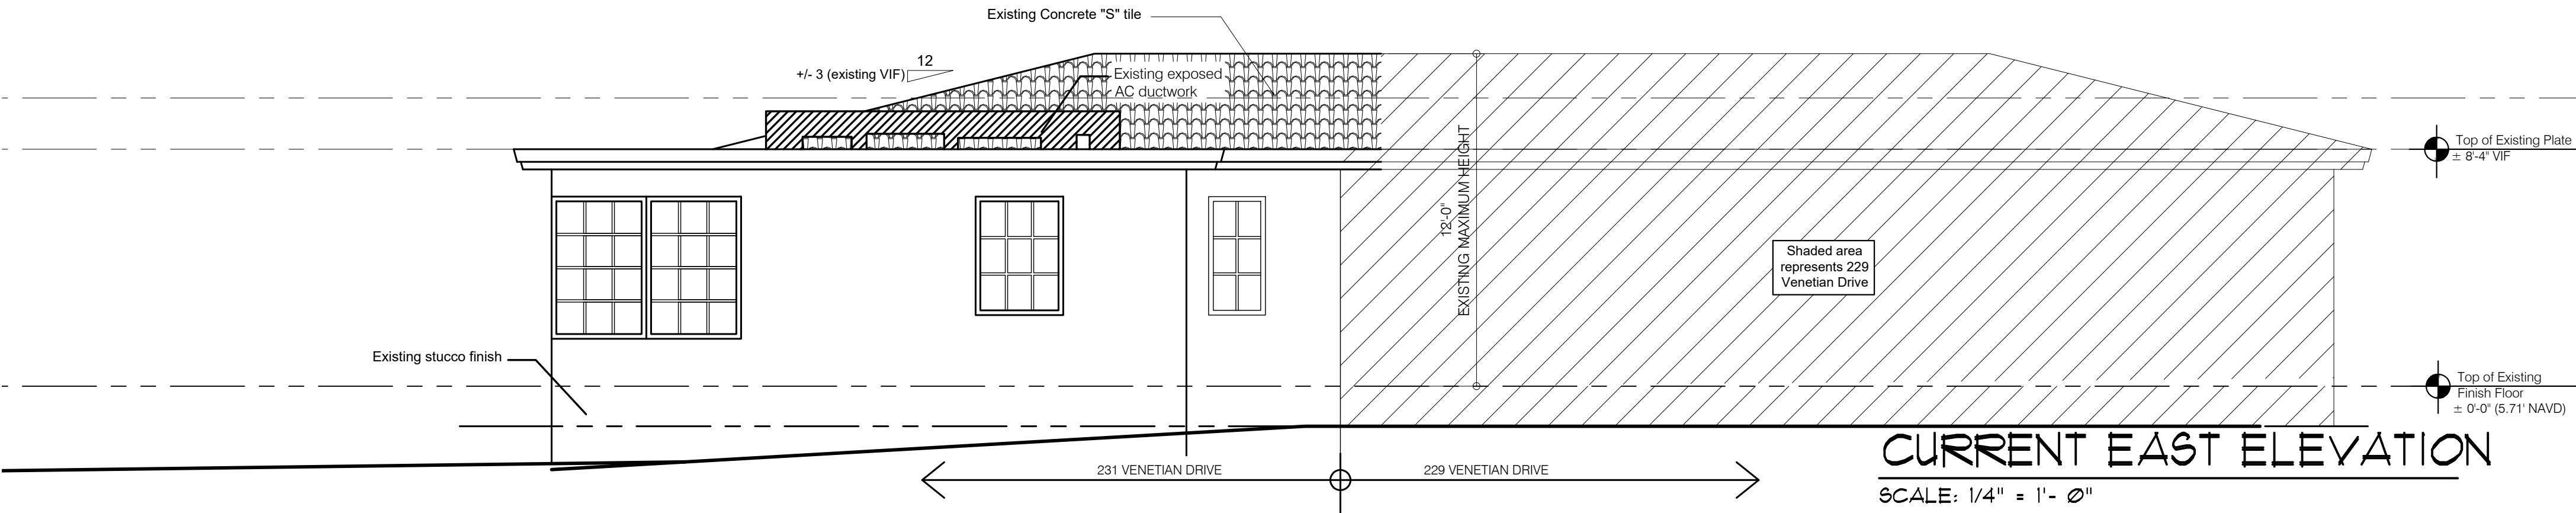 Existing Concrete "S" tile
12
+/- 3 (existing VIF)
Existing exposed
AC ductwork
Top of Existing Plate
± 8'-4" VIF
12'-0"
EXISTING MAXIMUM HEIGHT
Shaded area
represents 229
Venetian Drive
Existing stucco finish
Top of Existing
Finish Floor
± 0'-0" (5.71' NAVD)
231 VENETIAN DRIVE
229 VENETIAN DRIVE
CURRENT EAST ELEVATION
SCALE: 1/4" = 1'- 0"